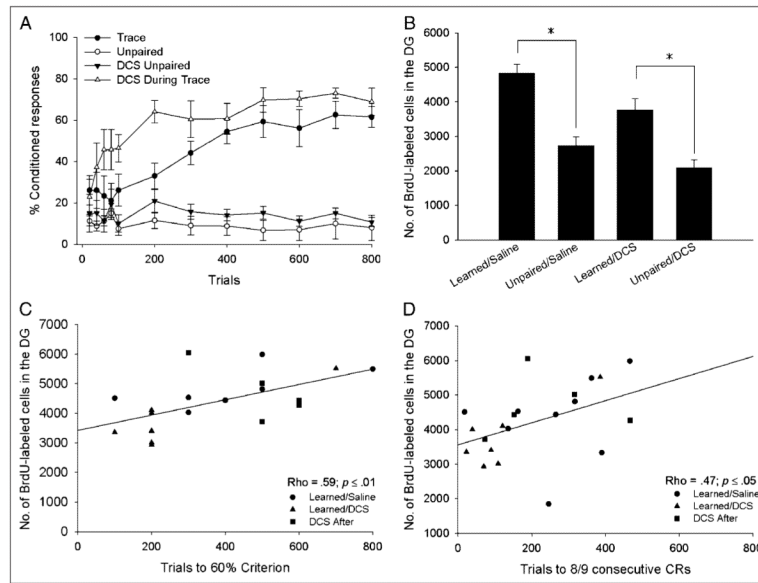 A
Trace
Unpaired
DCS Unpaired
DCS During Trace
% Conditioned responses
100
80
60
40
20
0
200 400 600 800
Trials
B
No. of BrdU-labeled cells in the DG
6000
5000
4000
3000
2000
1000
0
* *
Learned/Saline
Unpaired/Saline
Learned/DCS
Unpaired/DCS
C
No. of BrdU-labeled cells in the DG
7000
6000
5000
4000
3000
2000
1000
0
0 200 400 600 800
Trials to 60% Criterion
Rho = .59; p ≤ .01
Learned/Saline
Learned/DCS
DCS After
D
No. of BrdU-labeled cells in the DG
7000
6000
5000
4000
3000
2000
1000
0 200 400 600 800
Trials to 8/9 consecutive CRs
Rho = .47; p ≤ .05
Learned/Saline
Learned/DCS
DCS After